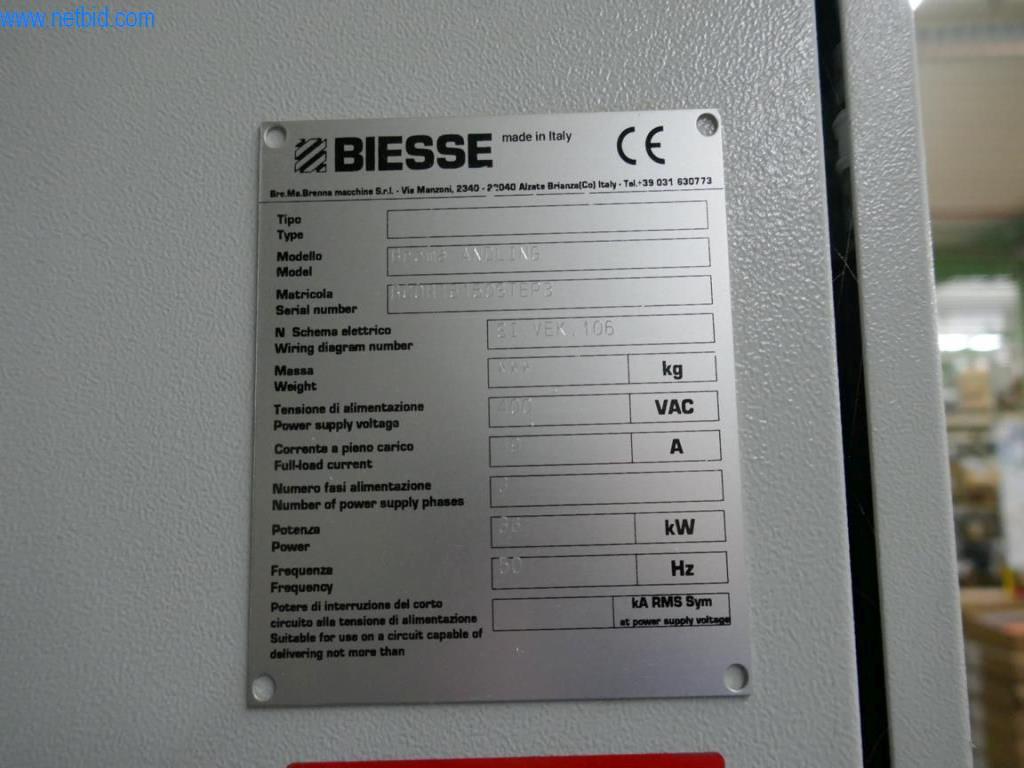 www.netbid.com
BIESSE made in Italy CE
Bre.Ma.Brenna macchine S.r.l. - Via Manzoni, 2340 - 22040 Alzate Brianza(Co) Italy - Tel.+39 031 630773
Tipo
Type
Modello
Model
Matricola
Serial number
N Schema elettrico
Wiring diagram number
VEK.106
Massa
Weight
kg
Tensione di alimentazione
Power supply voltage
400 VAC
Corrente a pieno carico
Full-load current
A
Numero fasi alimentazione
Number of power supply phases
Potenza
Power
kW
Frequenza
Frequency
Hz
Potere di interruzione del corto
circuito alla tensione di alimentazione
Suitable for use on a circuit capable of
delivering not more than
kA RMS Sym
at power supply voltage